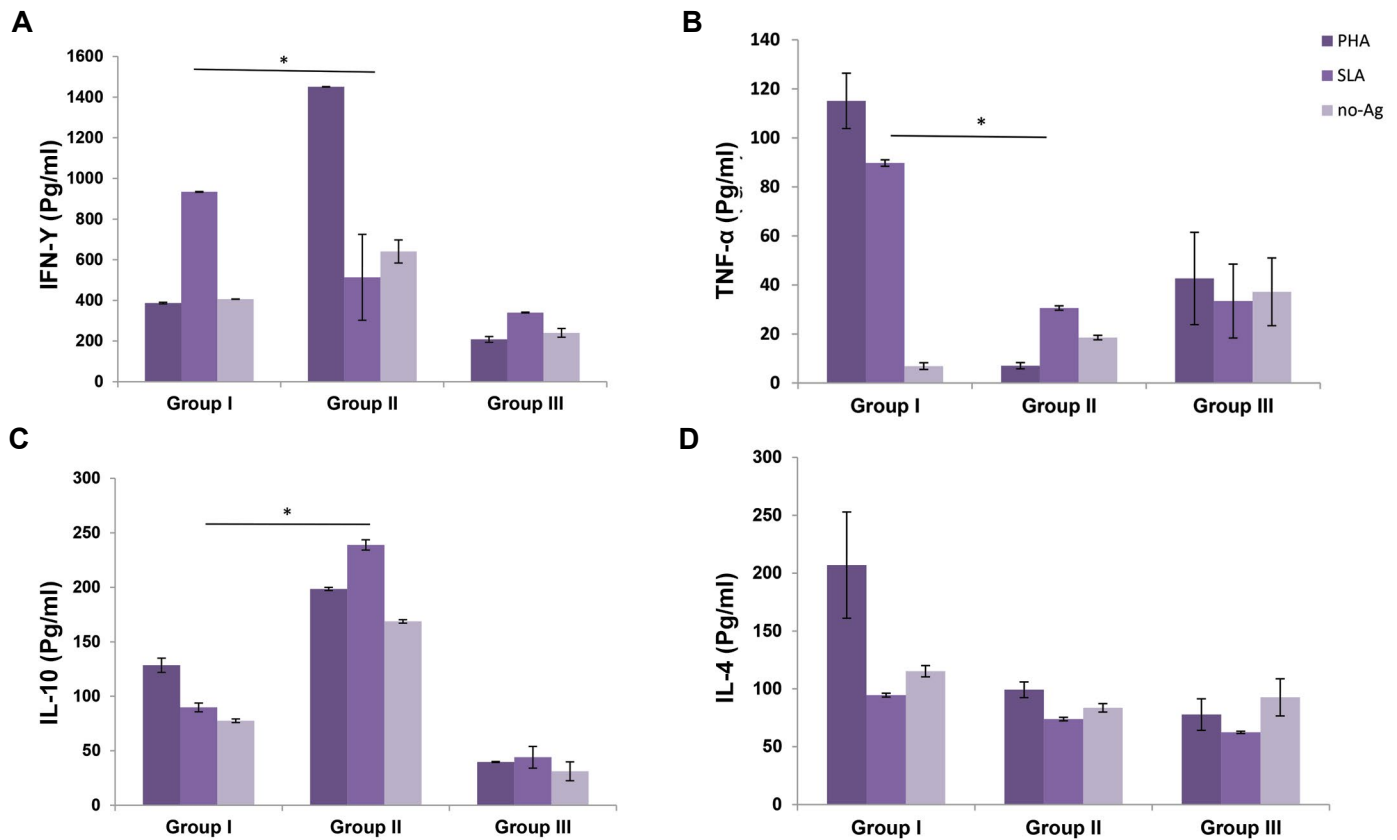 A
IFN-Y (Pg/ml)
1600
1400
1200
1000
800
600
400
200
0
*
Group I Group II Group III
B
TNF-α (Pg/ml)
140
120
100
80
60
40
20
0
*
PHA
SLA
no-Ag
Group I Group II Group III
C
IL-10 (Pg/ml)
300
250
200
150
100
50
0
*
Group I Group II Group III
D
IL-4 (Pg/ml)
300
250
200
150
100
50
0
Group I Group II Group III